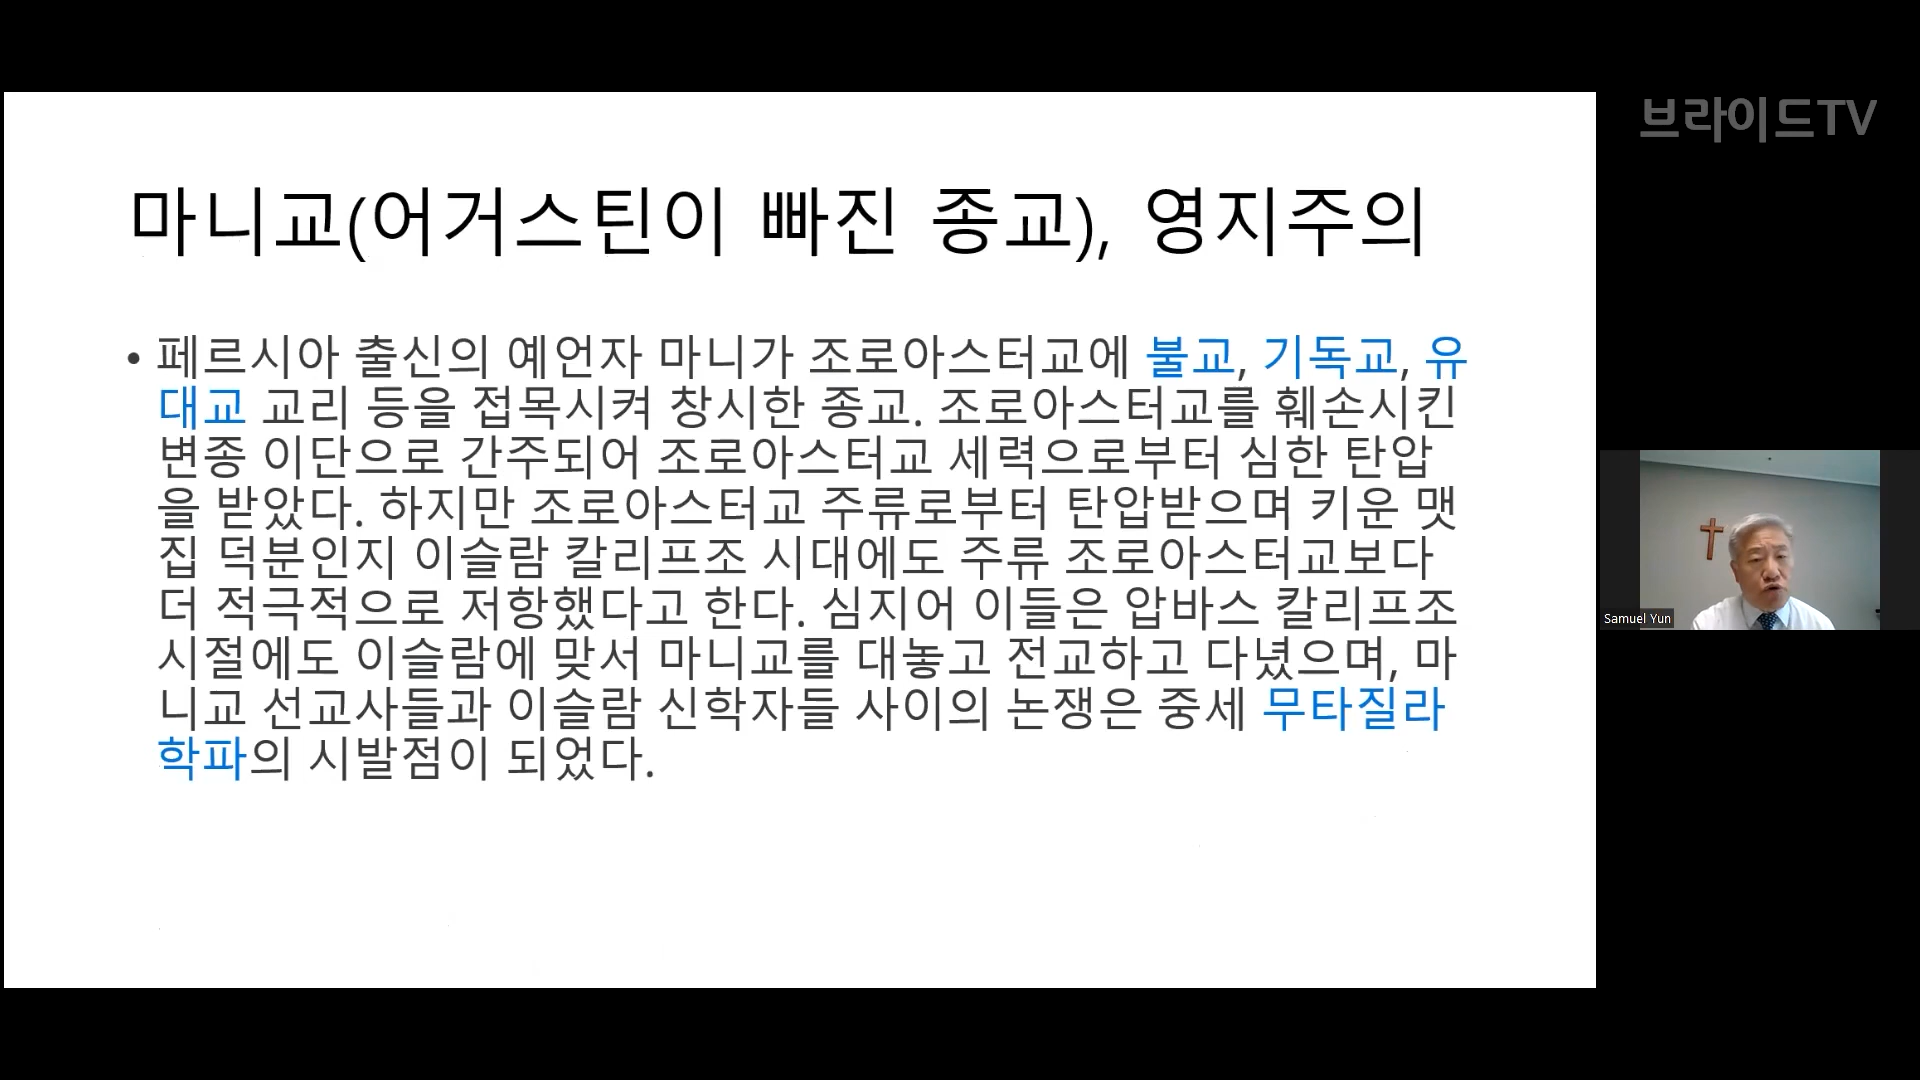 브라이드TV
마니교(어거스틴이 빠진 종교), 영지주의
• 페르시아 출신의 예언자 마니가 조로아스터교에 불교, 기독교, 유
대교 교리 등을 접목시켜 창시한 종교. 조로아스터교를 훼손시킨
변종 이단으로 간주되어 조로아스터교 세력으로부터 심한 탄압
을 받았다. 하지만 조로아스터교 주류로부터 탄압받으며 키운 맷
집 덕분인지 이슬람 칼리프조 시대에도 주류 조로아스터교보다
더 적극적으로 저항했다고 한다. 심지어 이들은 압바스 칼리프조
시절에도 이슬람에 맞서 마니교를 대놓고 전교하고 다녔으며, 마
니교 선교사들과 이슬람 신학자들 사이의 논쟁은 중세 무타질라
학파의 시발점이 되었다.
Samuel Yun